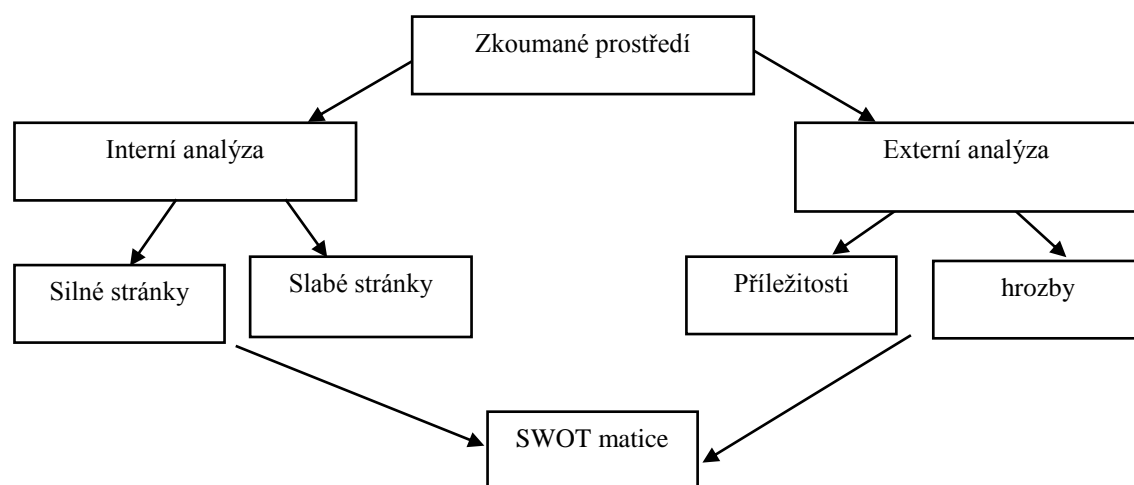 Zkoumané prostředí
Interní analýza
Externí analýza
Silné stránky
Slabé stránky
Příležitosti
hrozby
SWOT matice